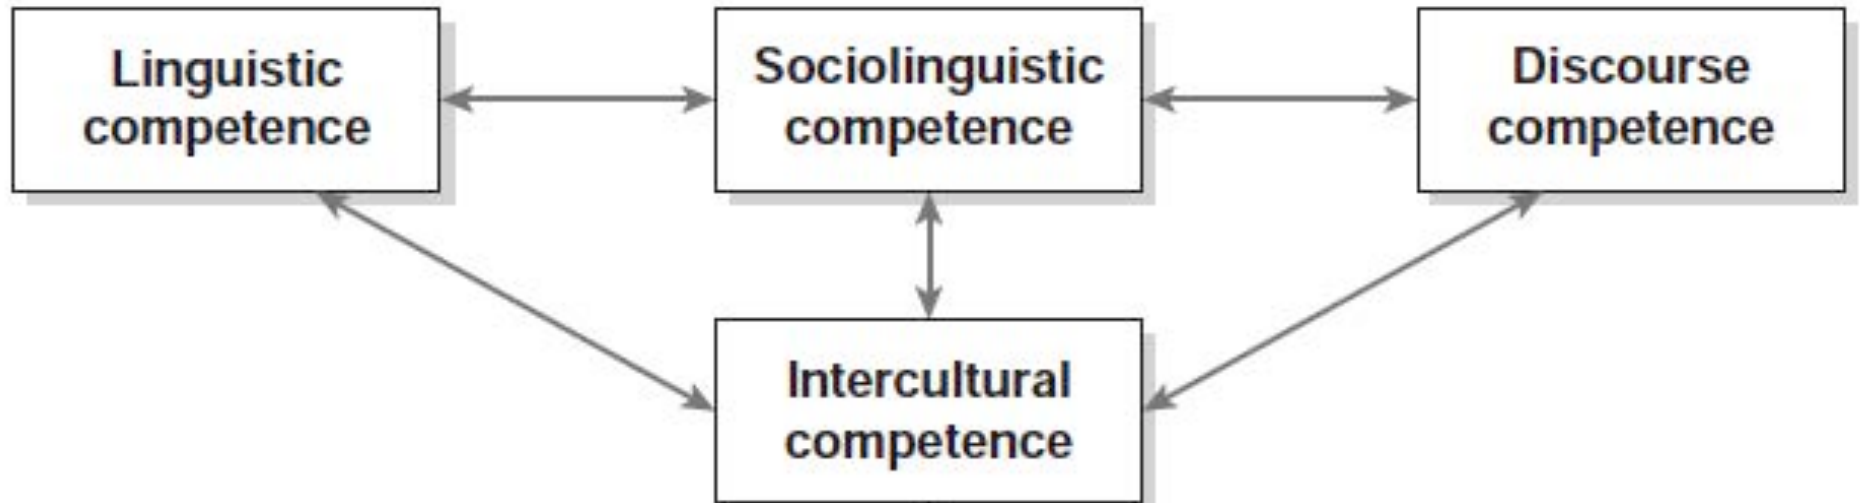 Linguistic
competence
Sociolinguistic
competence
Discourse
competence
Intercultural
competence